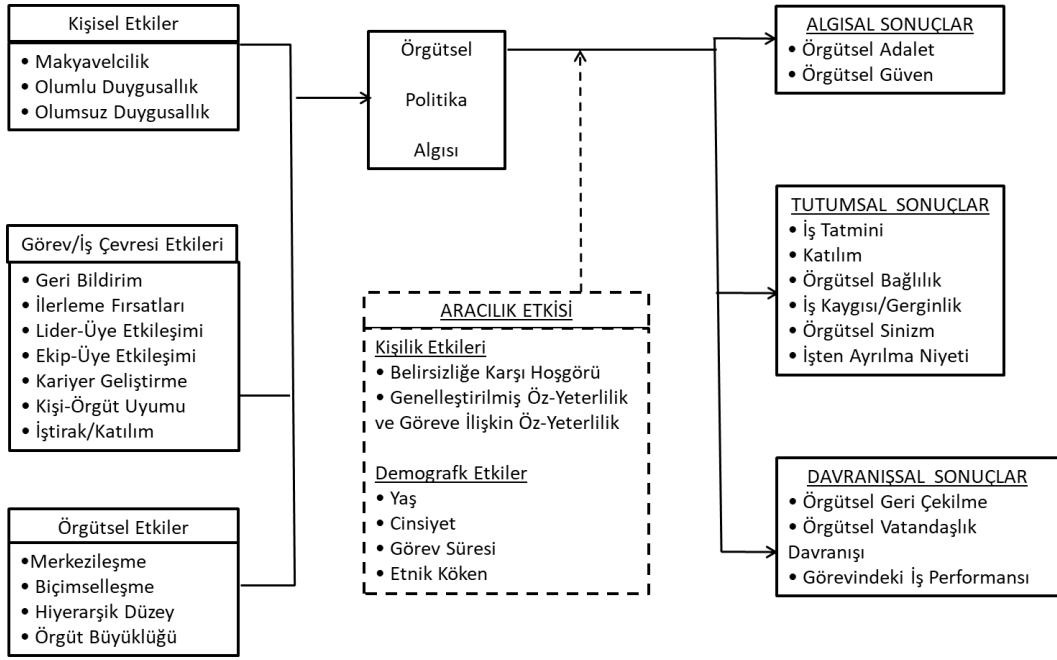 Kişisel Etkiler
• Makyavelcilik
• Olumlu Duygusallık
• Olumsuz Duygusallık
Görev/İş Çevresi Etkileri
• Geri Bildirim
• İlerleme Fırsatları
• Lider-Üye Etkileşimi
• Ekip-Üye Etkileşimi
• Kariyer Geliştirme
• Kişi-Örgüt Uyumu
• İştirak/Katılım
Örgütsel Etkiler
•Merkezileşme
• Biçimselleşme
• Hiyerarşik Düzey
• Örgüt Büyüklüğü
Örgütsel
Politika
Algısı
ARACILIK ETKİSİ
Kişilik Etkileri
• Belirsizliğe Karşı Hoşgörü
• Genelleştirilmiş Öz-Yeterlilik
ve Göreve İlişkin Öz-Yeterlilik
Demografk Etkiler
• Yaş
• Cinsiyet
• Görev Süresi
• Etnik Köken
ALGISAL SONUÇLAR
• Örgütsel Adalet
• Örgütsel Güven
TUTUMSAL SONUÇLAR
• İş Tatmini
• Katılım
• Örgütsel Bağlılık
• İş Kaygısı/Gerginlik
• Örgütsel Sinizm
• İşten Ayrılma Niyeti
DAVRANIŞSAL SONUÇLAR
• Örgütsel Geri Çekilme
• Örgütsel Vatandaşlık
Davranışı
• Görevindeki İş Performansı